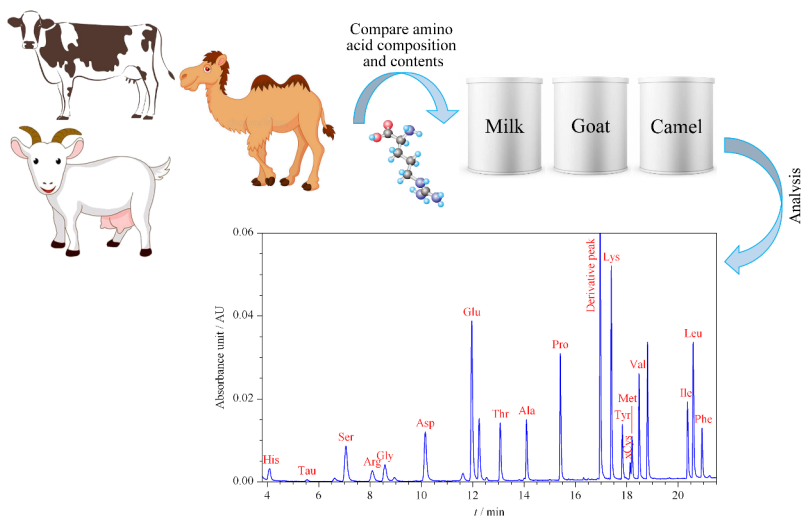 Compare amino
acid composition
and contents
Milk
Goat
Camel
Analysis
Absorbance unit / AU
0.06
0.04
0.02
0.00
His
Tau
Ser
Arg
Gly
Asp
Glu
Thr
Ala
Pro
Derivative peak
Lys
Tyr
xCys
Met
Val
Ile
Leu
Phe
4 6 8 10 12 14 16 18 20
t / min